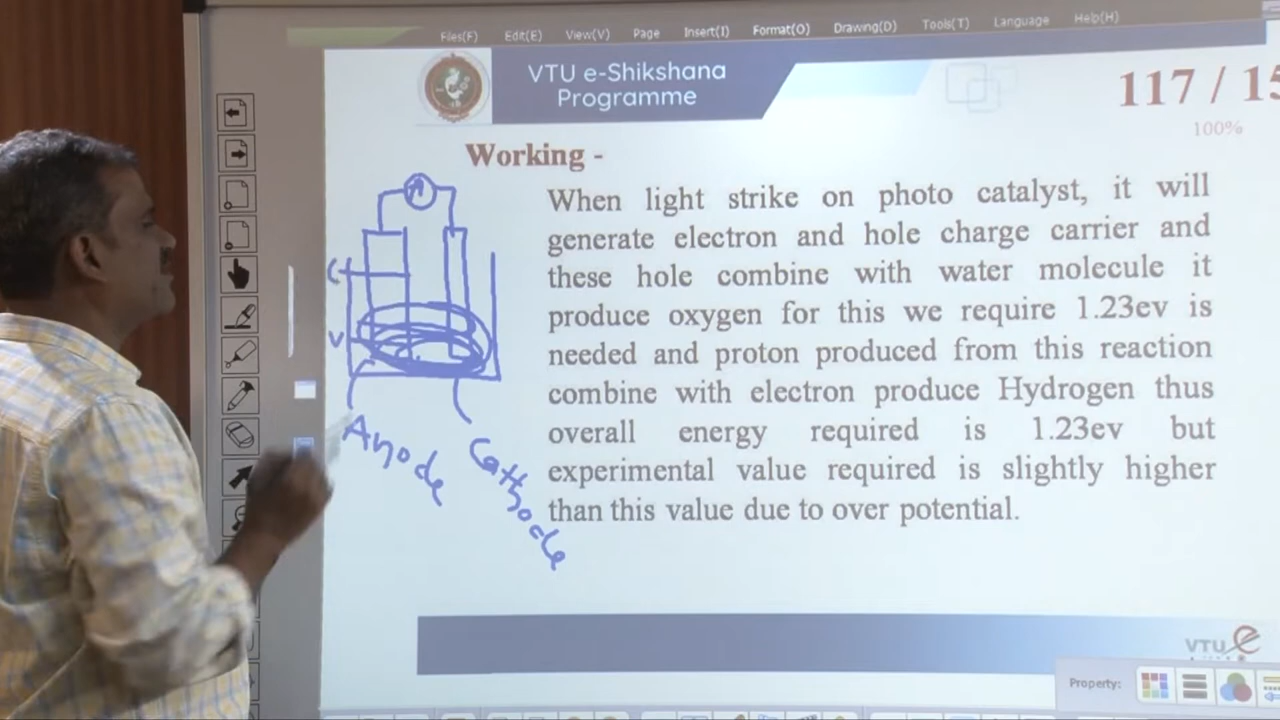 Files(F) Edit(E) View(V) Page Insert(I) Format(O) Drawing(D) Tools(T) Language Help(H)
VTU e-Shikshana
Programme
117 / 15
100%
Working -
When light strike on photo catalyst, it will
generate electron and hole charge carrier and
these hole combine with water molecule it
produce oxygen for this we require 1.23ev is
needed and proton produced from this reaction
combine with electron produce Hydrogen thus
overall energy required is 1.23ev but
experimental value required is slightly higher
than this value due to over potential.
C
V
Anode
Cathode
VTU e
Property: